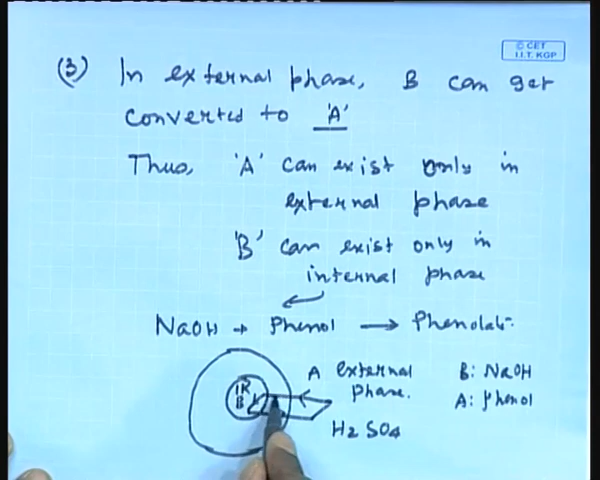 © CET
I.I.T. KGP
(3) In external phase, B can get
converted to 'A'
Thus, 'A' can exist only in
external phase
'B' can exist only in
internal phase
NaOH + Phenol → Phenolate
A external phase.
B: NaOH
A: phenol
IR
B
H2SO4